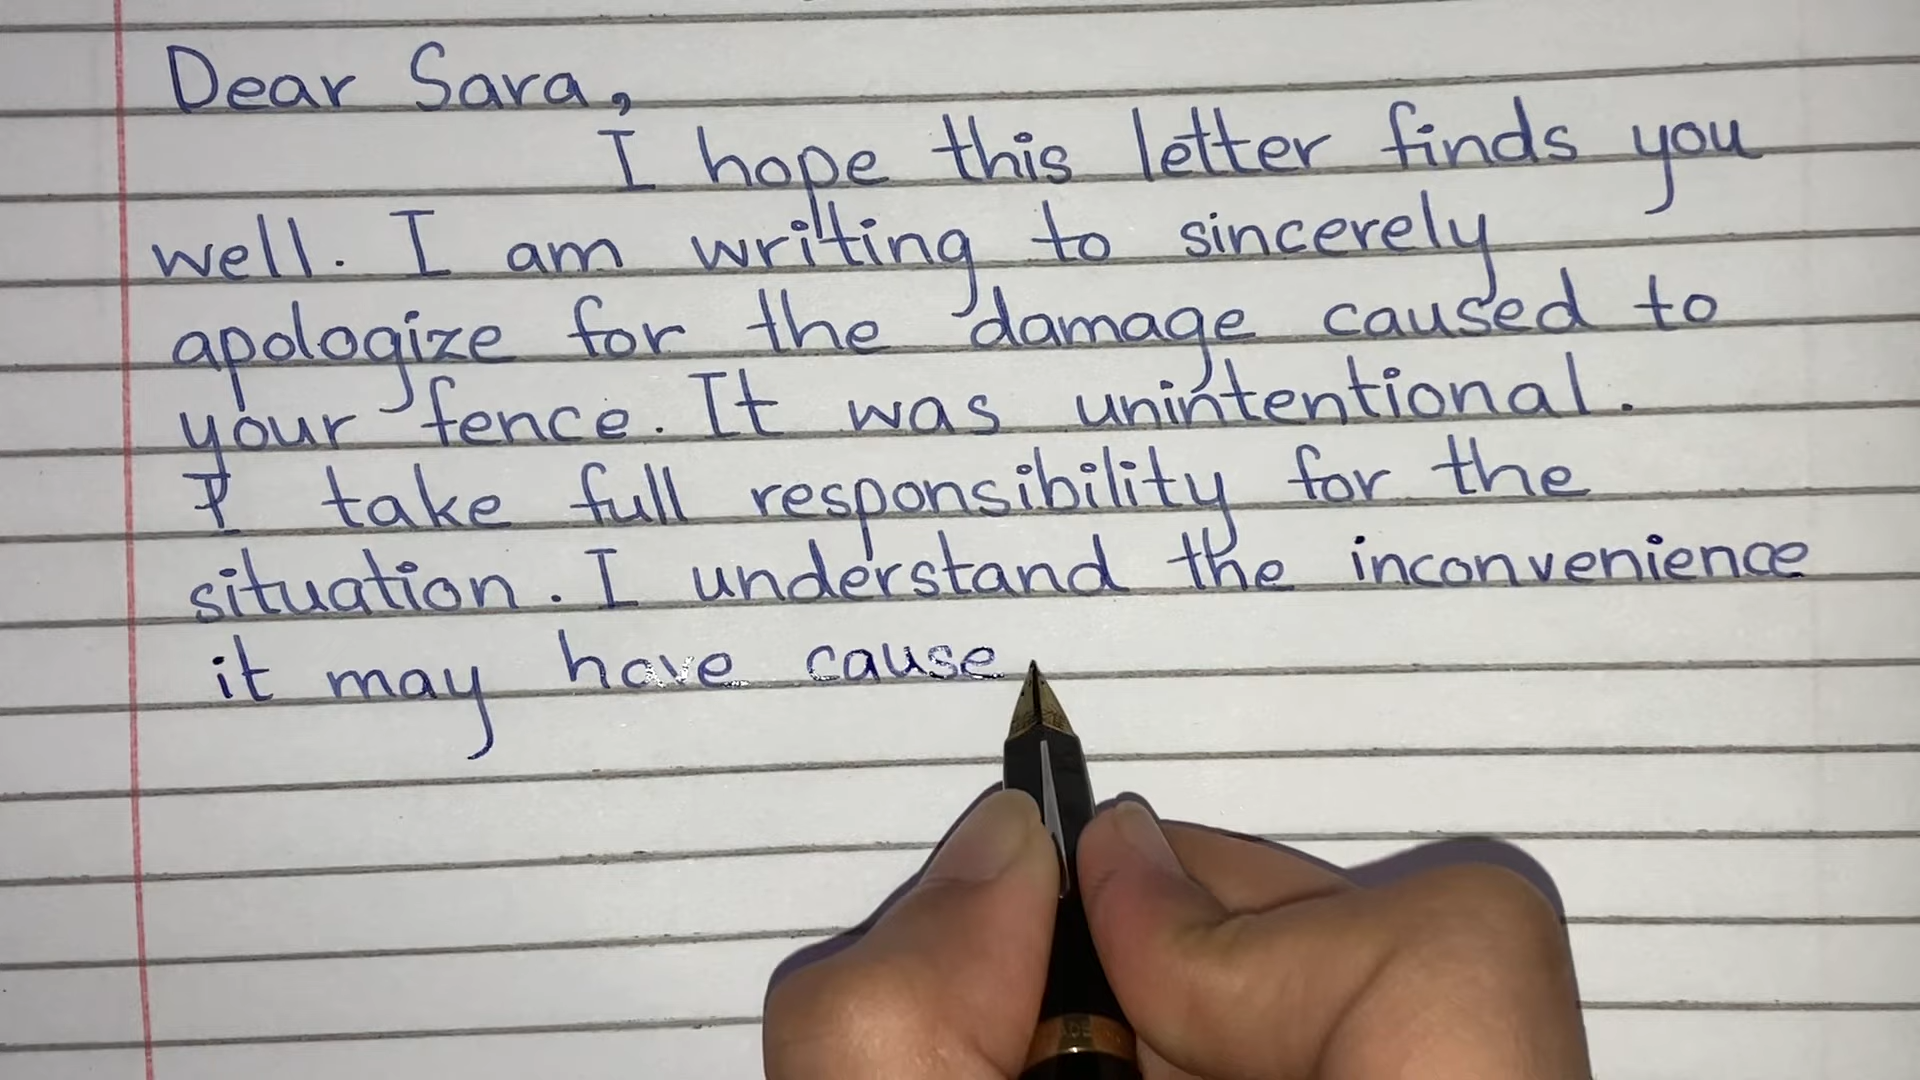 Dear Sara,
I hope this letter finds you
well. I am writing to sincerely
apologize for the damage caused to
your fence. It was unintentional.
I take full responsibility for the
situation. I understand the inconvenience
it may have cause